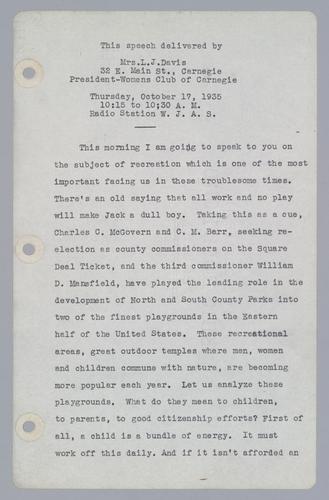 This speech delivered by
Mrs.L.J.Davis
32 E. Main St., Carnegie
President-Womens Club of Carnegie
Thursday, October 17, 1935
10:15 to 10;30 A. M.
Radio Station W. J. A. S.
This morning I am going to speak to you on
the subject of recreation which is one of the most
important facing us in these troublesome times.
There's an old saying that all work and no play
will make Jack a dull boy. Taking this as a cue,
Charles C. McGovern and C. M. Barr, seeking re-
election as county commissioners on the Square
Deal Ticket, and the third commissioner William
D. Mansfield, have played the leading role in the
development of North and South County Parks into
two of the finest playgrounds in the Eastern
half of the United States. These recreational
areas, great outdoor temples where men, women
and children commune with nature, are becoming
more popular each year. Let us analyze these
playgrounds. What do they mean to children,
to parents, to good citizenship efforts? First of
all, a child is a bundle of energy. It must
work off this daily. And if it isn't afforded an